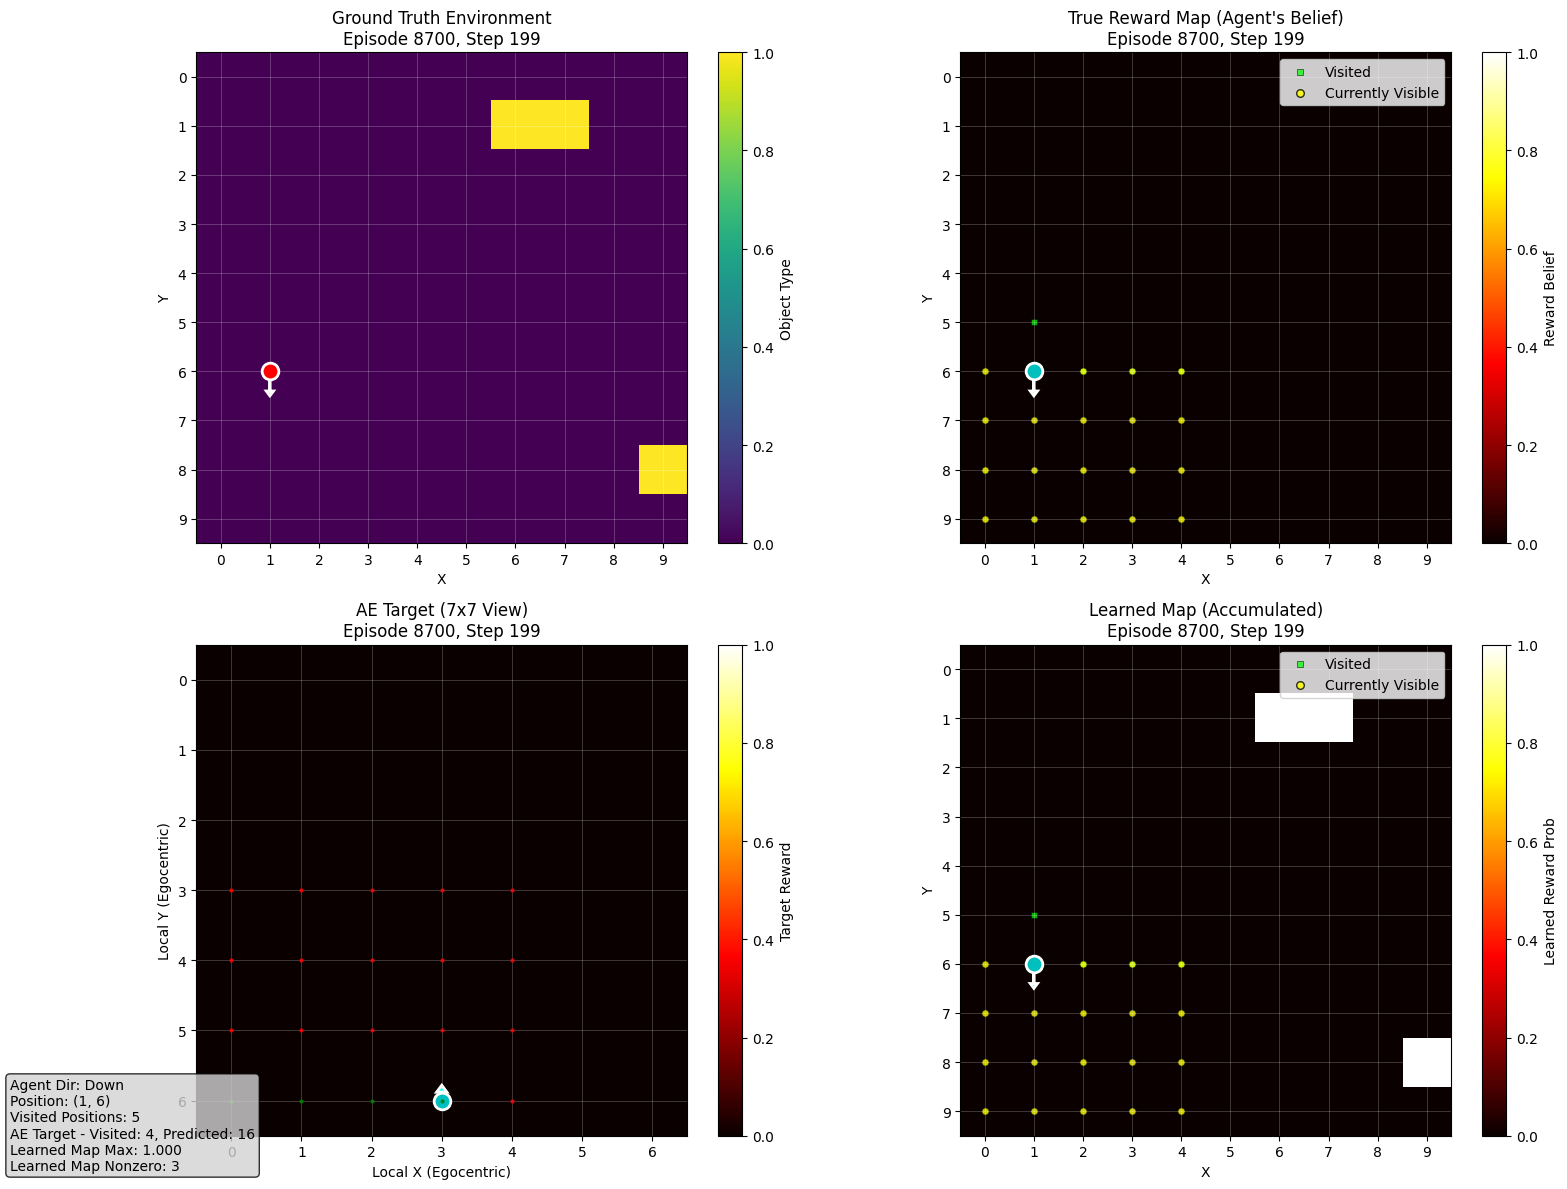 Ground Truth Environment
Episode 8700, Step 199
0
1
2
3
4
5
6
7
8
9
Y
0 1 2 3 4 5 6 7 8 9
X
1.0
0.8
0.6
0.4
0.2
0.0
Object Type
True Reward Map (Agent's Belief)
Episode 8700, Step 199
Visited
Currently Visible
0
1
2
3
4
5
6
7
8
9
Y
0 1 2 3 4 5 6 7 8 9
X
1.0
0.8
0.6
0.4
0.2
0.0
Reward Belief
AE Target (7x7 View)
Episode 8700, Step 199
0
1
2
3
4
5
6
Local Y (Egocentric)
0 1 2 3 4 5 6
Local X (Egocentric)
1.0
0.8
0.6
0.4
0.2
0.0
Target Reward
Agent Dir: Down
Position: (1, 6)
Visited Positions: 5
AE Target - Visited: 4, Predicted: 16
Learned Map Max: 1.000
Learned Map Nonzero: 3
Learned Map (Accumulated)
Episode 8700, Step 199
Visited
Currently Visible
0
1
2
3
4
5
6
7
8
9
Y
0 1 2 3 4 5 6 7 8 9
X
1.0
0.8
0.6
0.4
0.2
0.0
Learned Reward Prob